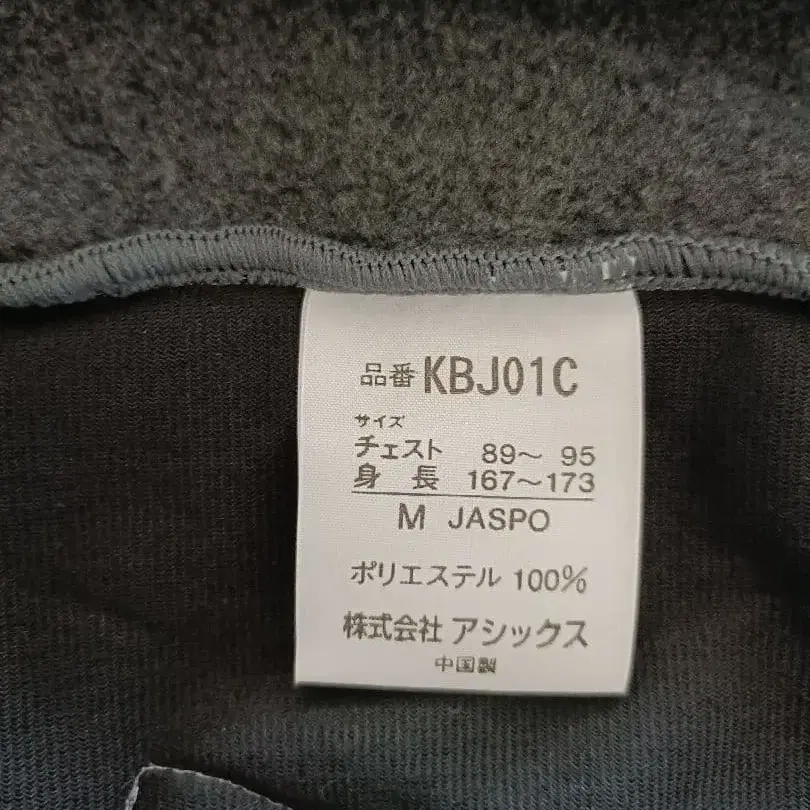 品番 KBJ01C
サイズ
チェスト 89〜 95
身 長 167〜173
M JASPO
ポリエステル 100%
株式会社 アシックス
中国製